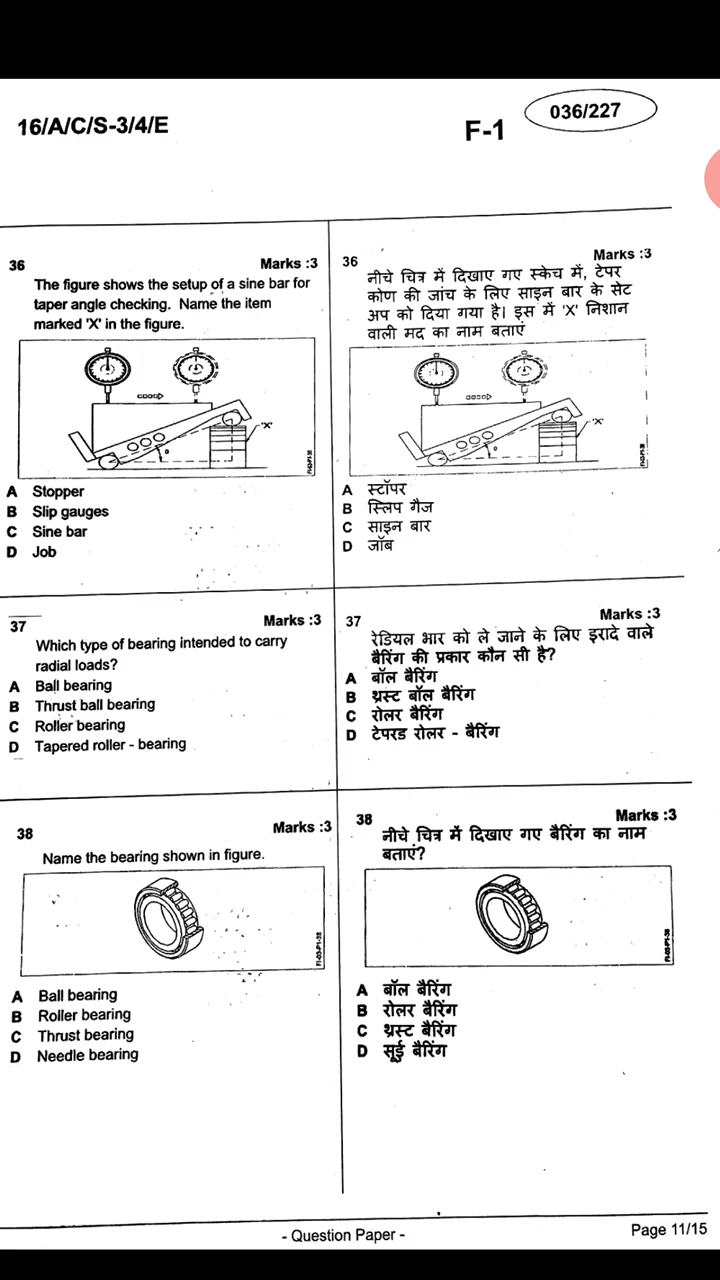 16/A/C/S-3/4/E
F-1
036/227
36 Marks :3
The figure shows the setup of a sine bar for
taper angle checking. Name the item
marked 'X' in the figure.
'X'
A Stopper
B Slip gauges
C Sine bar
D Job
36 Marks :3
नीचे चित्र में दिखाए गए स्केच में, टेपर
कोण की जांच के लिए साइन बार के सेट
अप को दिया गया है। इस में 'X' निशान
वाली मद का नाम बताएं
'X'
A स्टॉपर
B स्लिप गैज
C साइन बार
D जॉब
37 Marks :3
Which type of bearing intended to carry
radial loads?
A Ball bearing
B Thrust ball bearing
C Roller bearing
D Tapered roller - bearing
37 Marks :3
रेडियल भार को ले जाने के लिए इरादे वाले
बैरिंग की प्रकार कौन सी है?
A बॉल बैरिंग
B थ्रस्ट बॉल बैरिंग
C रोलर बैरिंग
D टेपरड रोलर - बैरिंग
38 Marks :3
Name the bearing shown in figure.
A Ball bearing
B Roller bearing
C Thrust bearing
D Needle bearing
38 Marks :3
नीचे चित्र में दिखाए गए बैरिंग का नाम
बताएं?
A बॉल बैरिंग
B रोलर बैरिंग
C थ्रस्ट बैरिंग
D सूई बैरिंग
- Question Paper -
Page 11/15